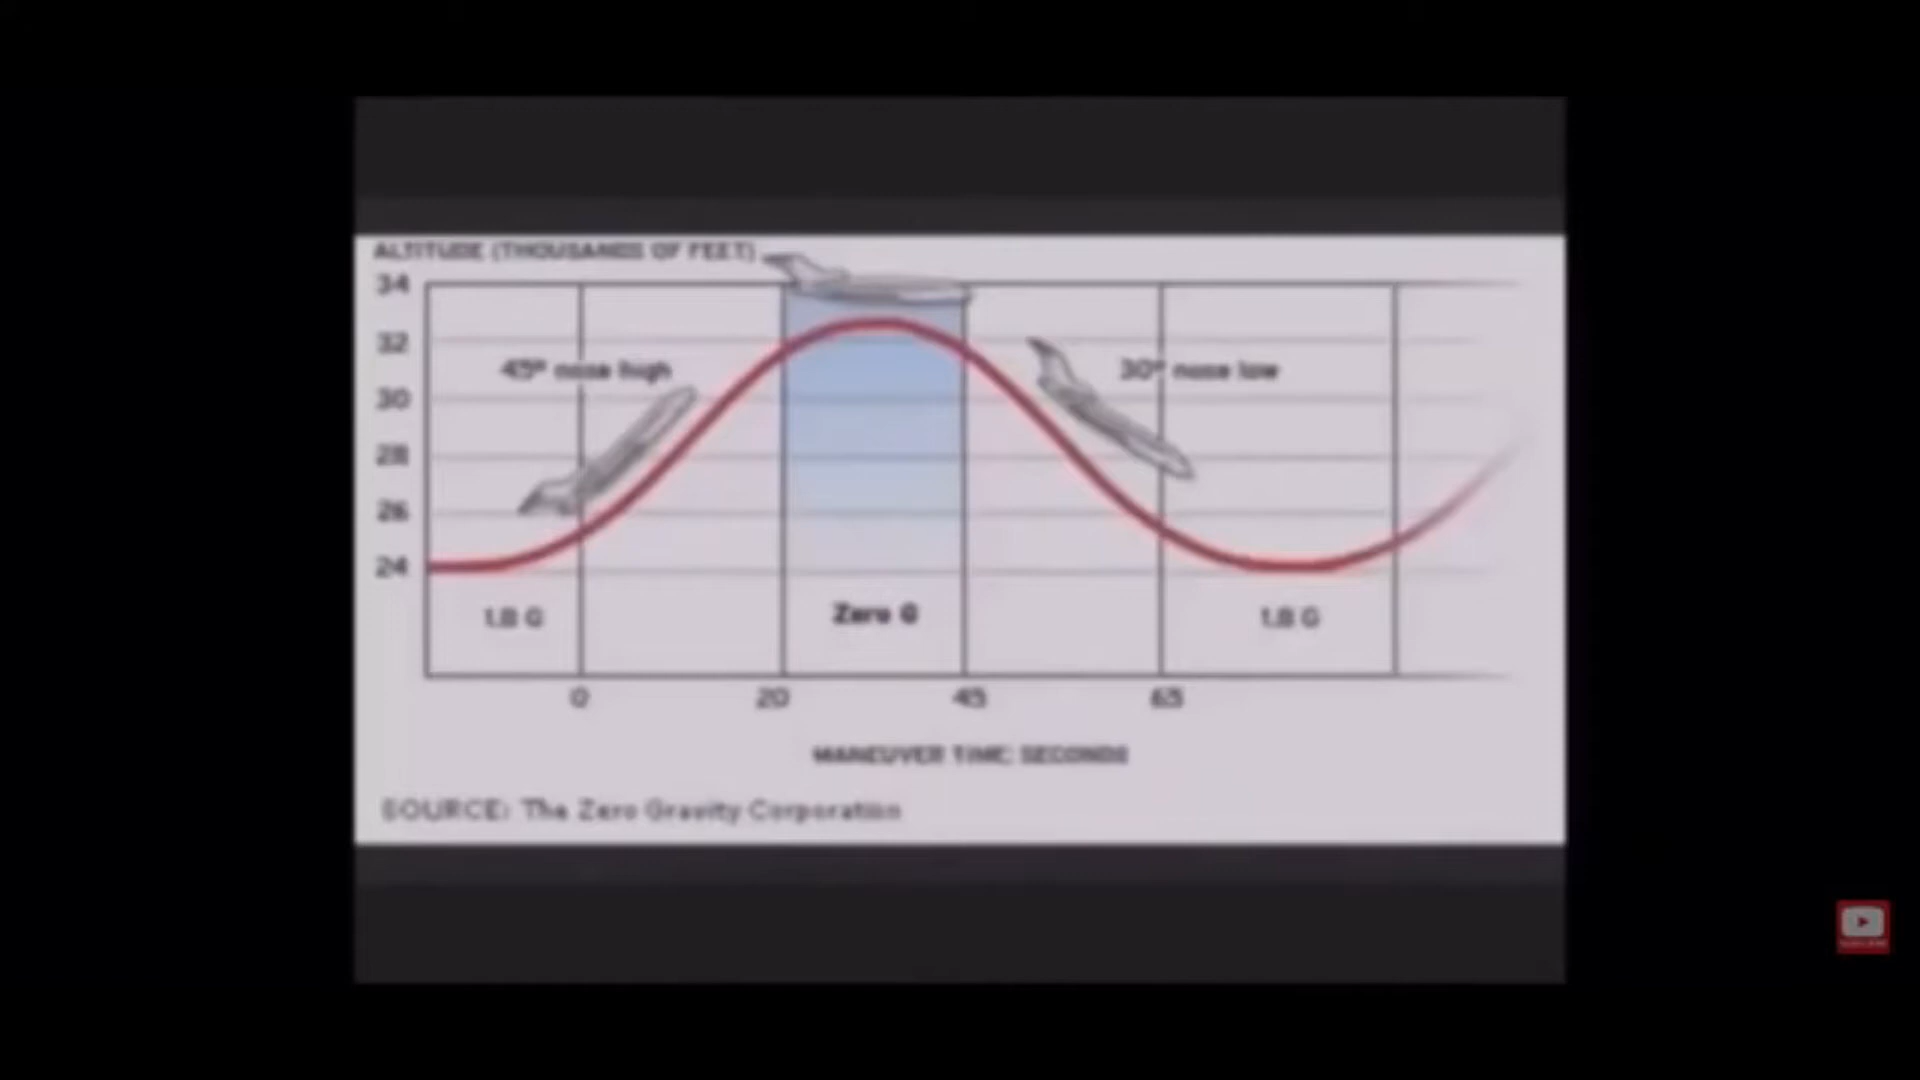 ALTITUDE (THOUSANDS OF FEET)
34
32
30
28
26
24
45° nose high
30° nose low
1.8 G
Zero G
1.8 G
0
20
45
65
MANEUVER TIME: SECONDS
SOURCE: The Zero Gravity Corporation